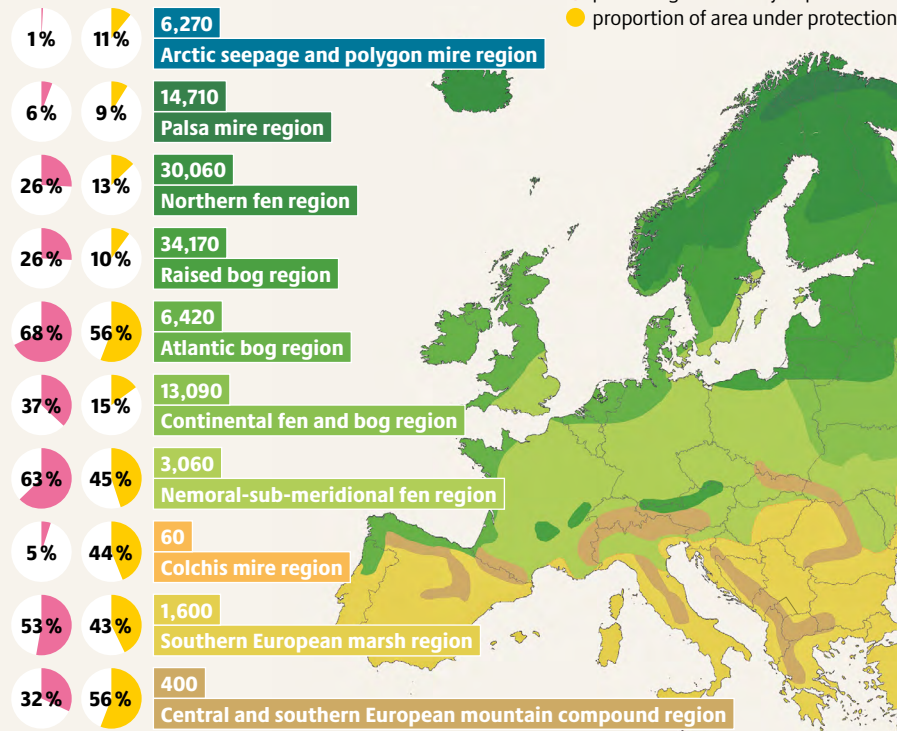 proportion of area under protection
1 %
11 %
6,270
Arctic seepage and polygon mire region
6 %
9 %
14,710
Palsa mire region
26 %
13 %
30,060
Northern fen region
26 %
10 %
34,170
Raised bog region
68 %
56 %
6,420
Atlantic bog region
37 %
15 %
13,090
Continental fen and bog region
63 %
45 %
3,060
Nemoral-sub-meridional fen region
5 %
44 %
60
Colchis mire region
53 %
43 %
1,600
Southern European marsh region
32 %
56 %
400
Central and southern European mountain compound region